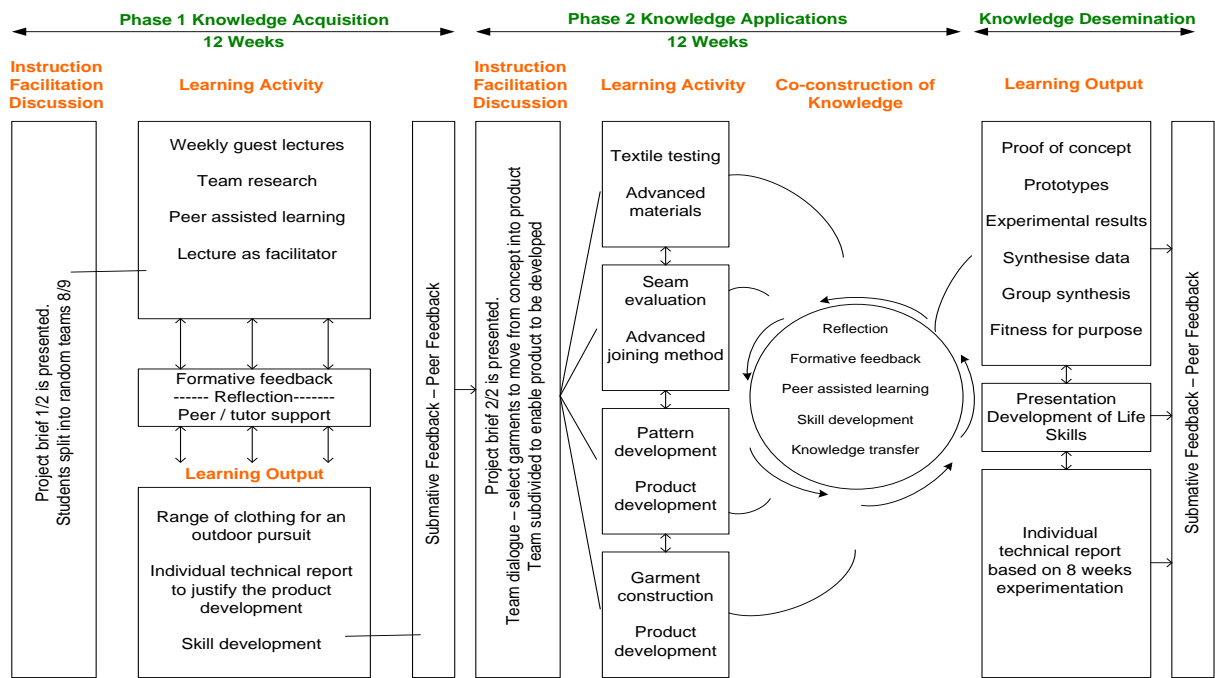 Phase 1 Knowledge Acquisition
12 Weeks
Phase 2 Knowledge Applications
12 Weeks
Knowledge Desemination
Instruction
Facilitation
Discussion
Learning Activity
Project brief 1/2 is presented.
Students split into random teams 8/9
Weekly guest lectures
Team research
Peer assisted learning
Lecture as facilitator
Formative feedback
------ Reflection-------
Peer / tutor support
Learning Output
Range of clothing for an
outdoor pursuit
Individual technical report
to justify the product
development
Skill development
Submative Feedback – Peer Feedback
Instruction
Facilitation
Discussion
Project brief 2/2 is presented.
Team dialogue – select garments to move from concept into product
Team subdivided to enable product to be developed
Learning Activity
Textile testing
Advanced
materials
Seam
evaluation
Advanced
joining method
Pattern
development
Product
development
Garment
construction
Product
development
Co-construction of
Knowledge
Reflection
Formative feedback
Peer assisted learning
Skill development
Knowledge transfer
Learning Output
Proof of concept
Prototypes
Experimental results
Synthesise data
Group synthesis
Fitness for purpose
Presentation
Development of Life
Skills
Individual
technical report
based on 8 weeks
experimentation
Submative Feedback – Peer Feedback